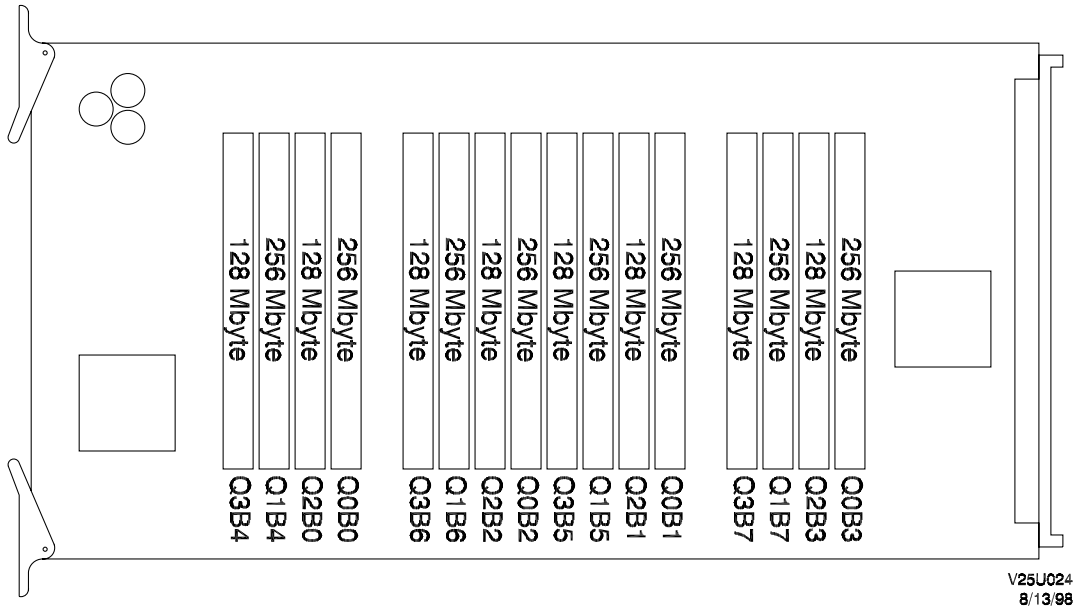 128 Mbyte
256 Mbyte
128 Mbyte
256 Mbyte
128 Mbyte
256 Mbyte
128 Mbyte
256 Mbyte
128 Mbyte
256 Mbyte
128 Mbyte
256 Mbyte
128 Mbyte
256 Mbyte
128 Mbyte
256 Mbyte
Q3B4
Q1B4
Q2B0
Q0B0
Q3B6
Q1B6
Q2B2
Q0B2
Q3B5
Q1B5
Q2B1
Q0B1
Q3B7
Q1B7
Q2B3
Q0B3
V25U024
8/13/98